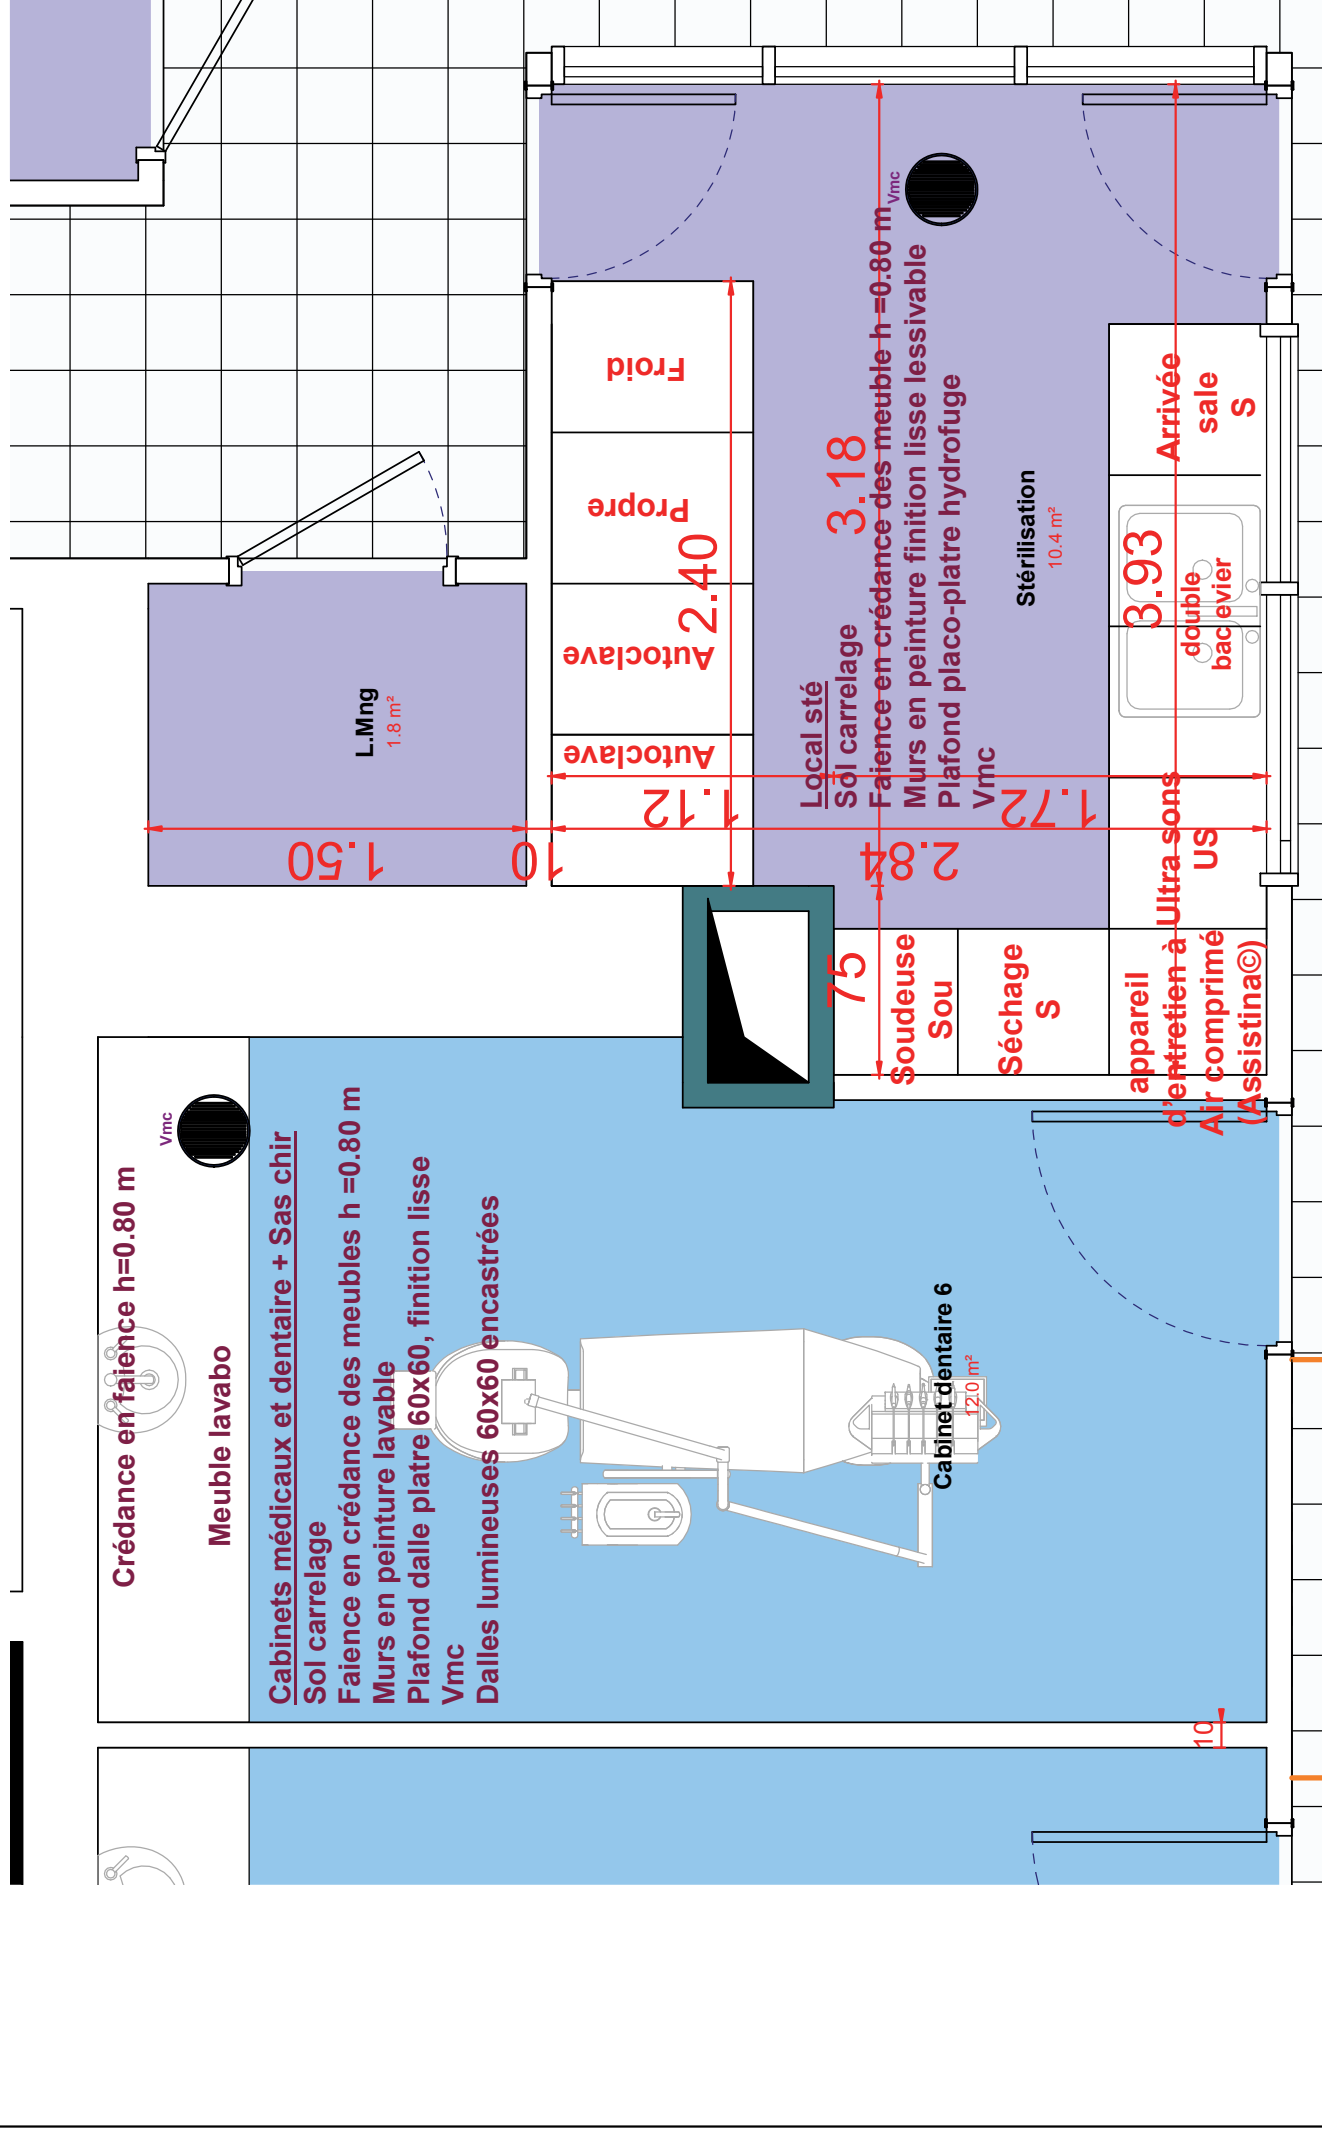 Froid
Propre
Autoclave
Autoclave
2.40
3.18
3.93
1.12
1.72
1.50
10
2.84
75
Vmc
Local sté
Sol carrelage
Faience en crédance des meuble h =0.80 m
Murs en peinture finition lisse lessivable
Plafond placo-platre hydrofuge
Vmc
Stérilisation
10.4 m²
Arrivée
sale
S
double
bac evier
Ultra sons
US
L.Mng
1.8 m²
Soudeuse
Sou
Séchage
S
appareil
d'entretien à
Air comprimé
(Assistina©)
Vmc
Crédance en faience h=0.80 m
Meuble lavabo
Cabinets médicaux et dentaire + Sas chir
Sol carrelage
Faience en crédance des meubles h =0.80 m
Murs en peinture lavable
Plafond dalle platre 60x60, finition lisse
Vmc
Dalles lumineuses 60x60 encastrées
Cabinet dentaire 6
12.0 m²
10